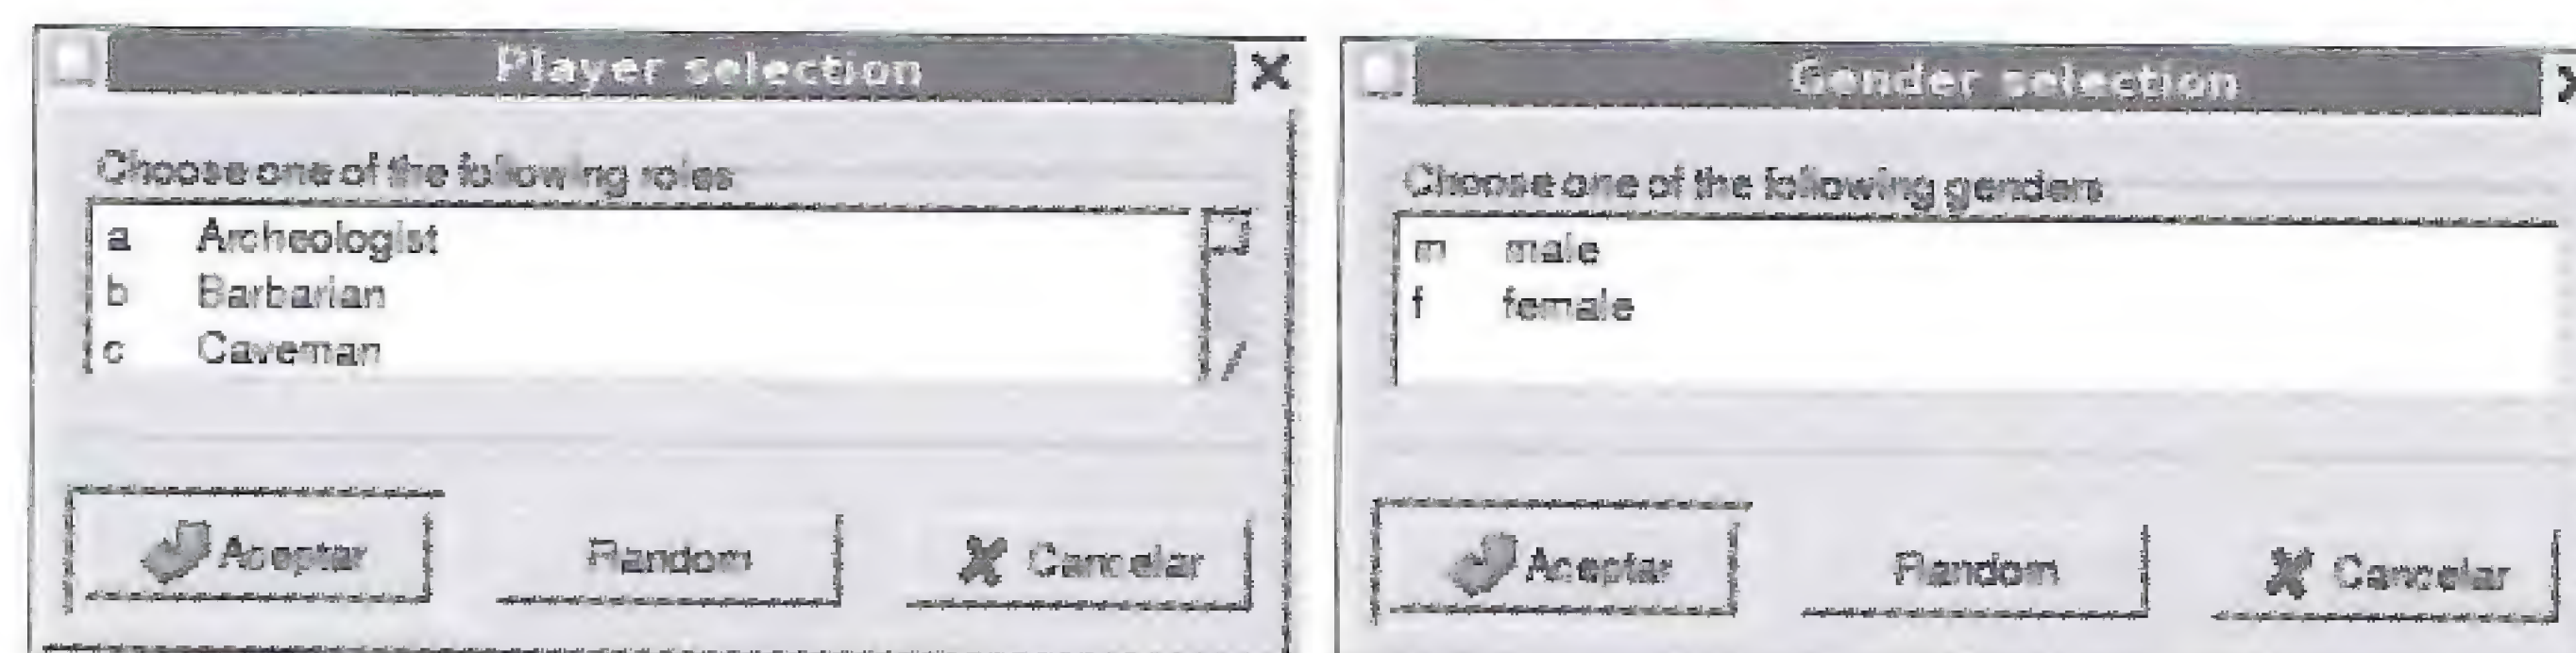 Player selection
Choose one of the following roles
a Archeologist
b Barbarian
c Caveman
Aceptar Random Cancelar
Gender selection
Choose one of the following genders
m male
f female
Aceptar Random Cancelar